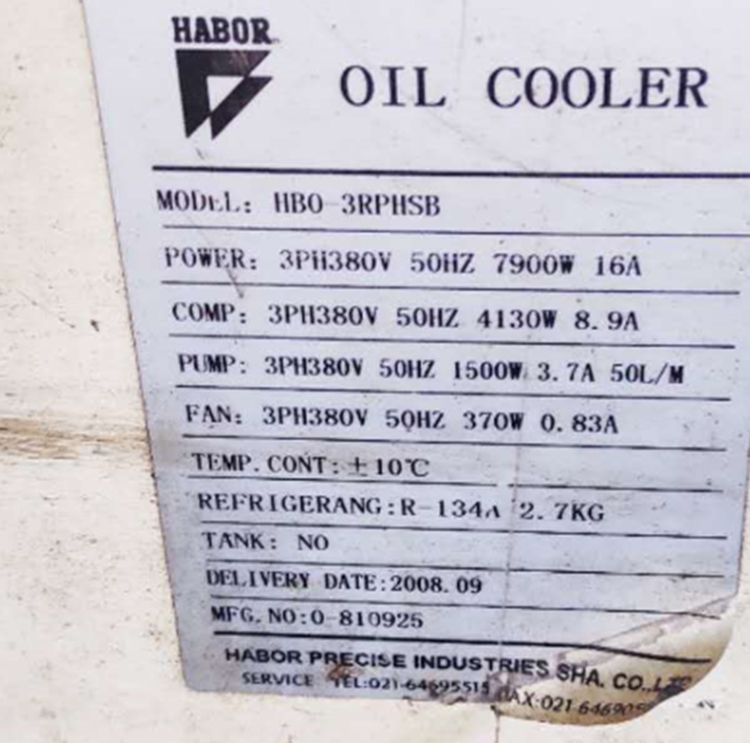 HABOR
OIL COOLER
MODEL: HBO-3RPHSB
POWER: 3PH380V 50HZ 7900W 16A
COMP: 3PH380V 50HZ 4130W 8.9A
PUMP: 3PH380V 50HZ 1500W 3.7A 50L/M
FAN: 3PH380V 50HZ 370W 0.83A
TEMP.CONT:±10℃
REFRIGERANG:R-134A 2.7KG
TANK: NO
DELIVERY DATE:2008.09
MFG.NO:O-810925
HABOR PRECISE INDUSTRIES SHA. CO.,LTD
SERVICE TEL:021-64695515